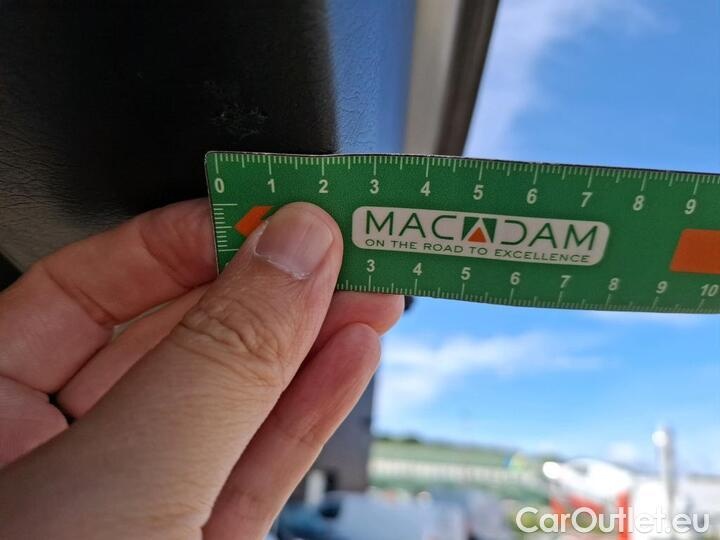 0 1 2 3 4 5 6 7 8 9
MACADAM
ON THE ROAD TO EXCELLENCE
3 4 5 6 7 8 9 10
CarOutlet.eu